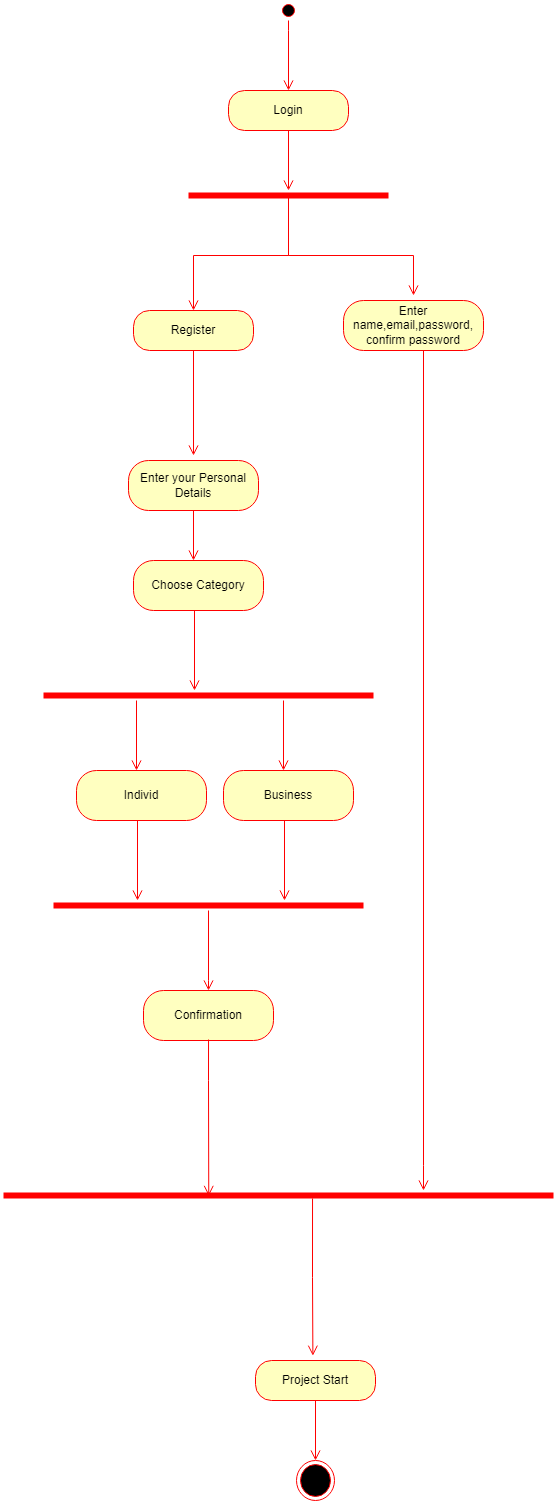 Login
Register
Enter
name,email,password,
confirm password
Enter your Personal
Details
Choose Category
Individ
Business
Confirmation
Project Start